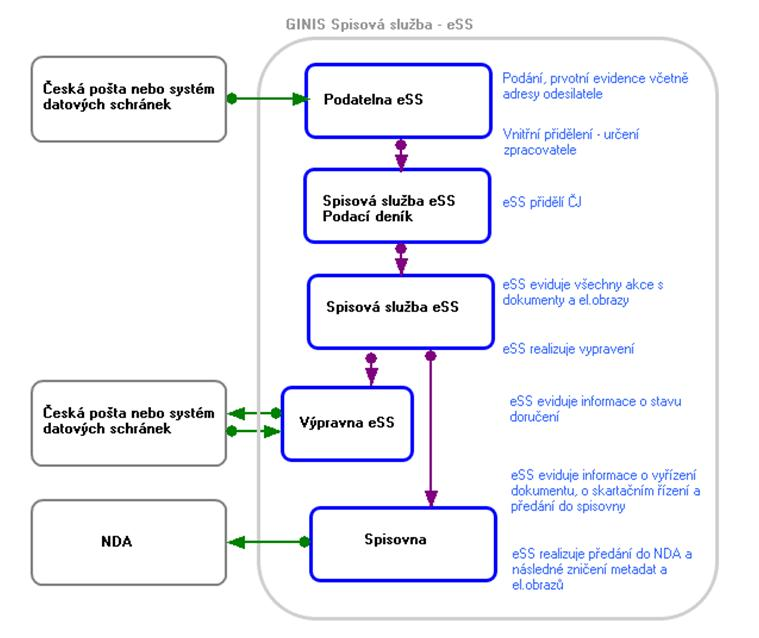 GINIS Spisová služba - eSS
Česká pošta nebo systém
datových schránek
Podatelna eSS
Podání, prvotní evidence včetně
adresy odesilatele
Vnitřní přidělení - určení
zpracovatele
Spisová služba eSS
Podací deník
eSS přidělí ČJ
Spisová služba eSS
eSS eviduje všechny akce s
dokumenty a el.obrazy
eSS realizuje vypravení
Česká pošta nebo systém
datových schránek
Výpravna eSS
eSS eviduje informace o stavu
doručení
eSS eviduje informace o vyřízení
dokumentu, o skartačním řízení a
předání do spisovny
NDA
Spisovna
eSS realizuje předání do NDA a
následné zničení metadat a
el.obrazů